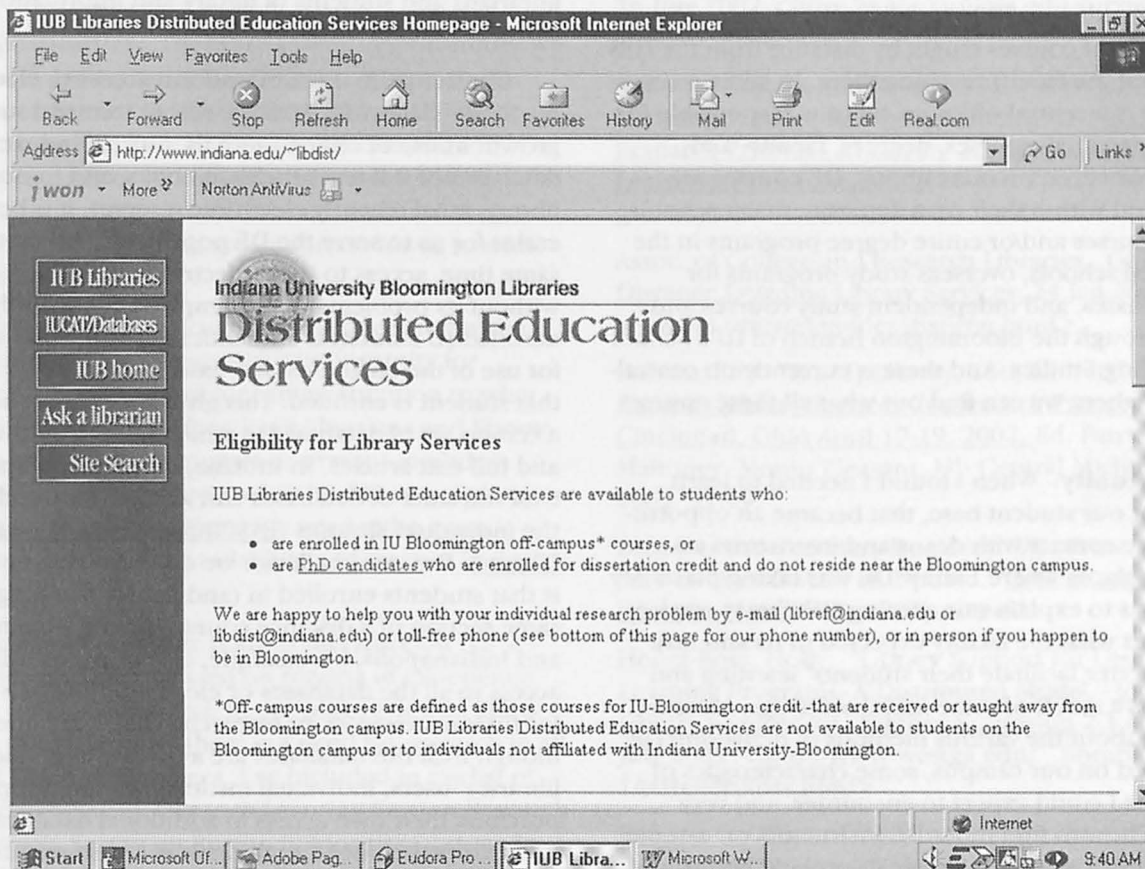 IUB Libraries Distributed Education Services Homepage - Microsoft Internet Explorer
File Edit View Favorites Tools Help
Back Forward Stop Refresh Home Search Favorites History Mail Print Edit Real.com
Address http://www.indiana.edu/~libdist/ Go Links »
i won More » Norton AntiVirus
IUB Libraries
IUCAT/Databases
IUB home
Ask a librarian
Site Search
Indiana University Bloomington Libraries
Distributed Education
Services
Eligibility for Library Services
IUB Libraries Distributed Education Services are available to students who:
• are enrolled in IU Bloomington off-campus* courses, or
• are PhD candidates who are enrolled for dissertation credit and do not reside near the Bloomington campus.
We are happy to help you with your individual research problem by e-mail (libref@indiana.edu or
libdist@indiana.edu) or toll-free phone (see bottom of this page for our phone number), or in person if you happen to
be in Bloomington.
*Off-campus courses are defined as those courses for IU-Bloomington credit -that are received or taught away from
the Bloomington campus. IUB Libraries Distributed Education Services are not available to students on the
Bloomington campus or to individuals not affiliated with Indiana University-Bloomington.
Internet
Start Microsoft Of... Adobe Pag... Eudora Pro ... IUB Libra... Microsoft W... 9:40 AM